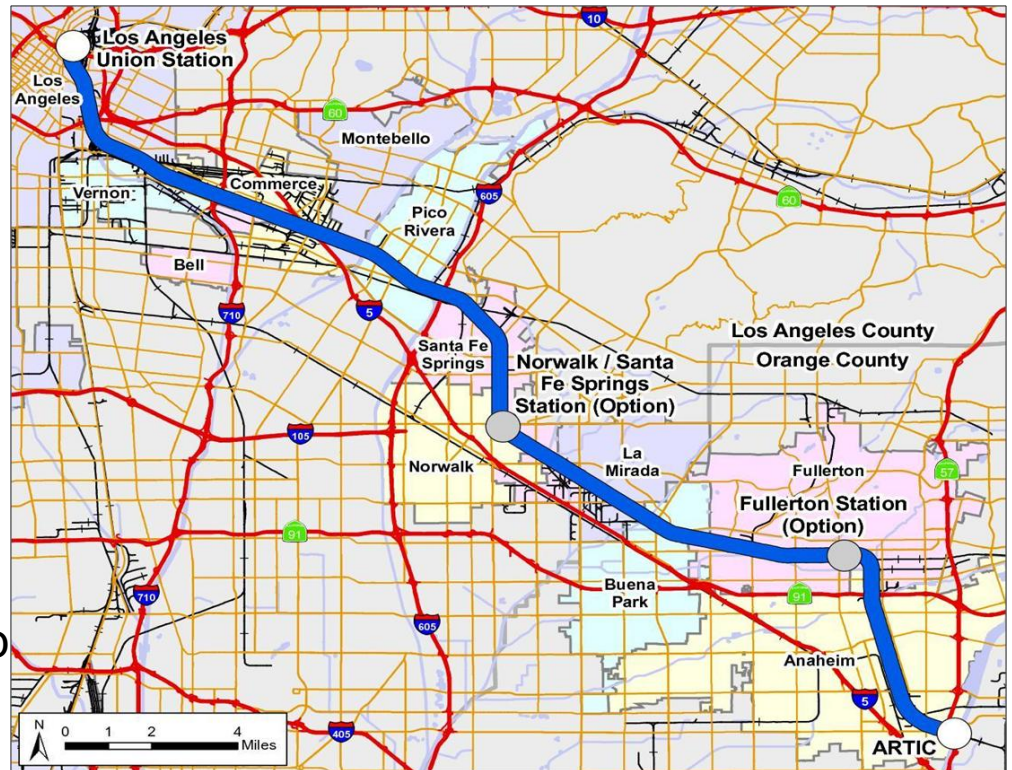 10
Los Angeles
Union Station
Los
Angeles
60
Montebello
Vernon
Commerce
605
60
Pico
Rivera
Bell
710
5
Los Angeles County
Orange County
Santa Fe
Springs
Norwalk / Santa
Fe Springs
Station (Option)
105
Norwalk
La
Mirada
Fullerton
57
Fullerton Station
(Option)
91
710
Buena
Park
91
605
Anaheim
5
N
0 1 2 4
Miles
405
ARTIC